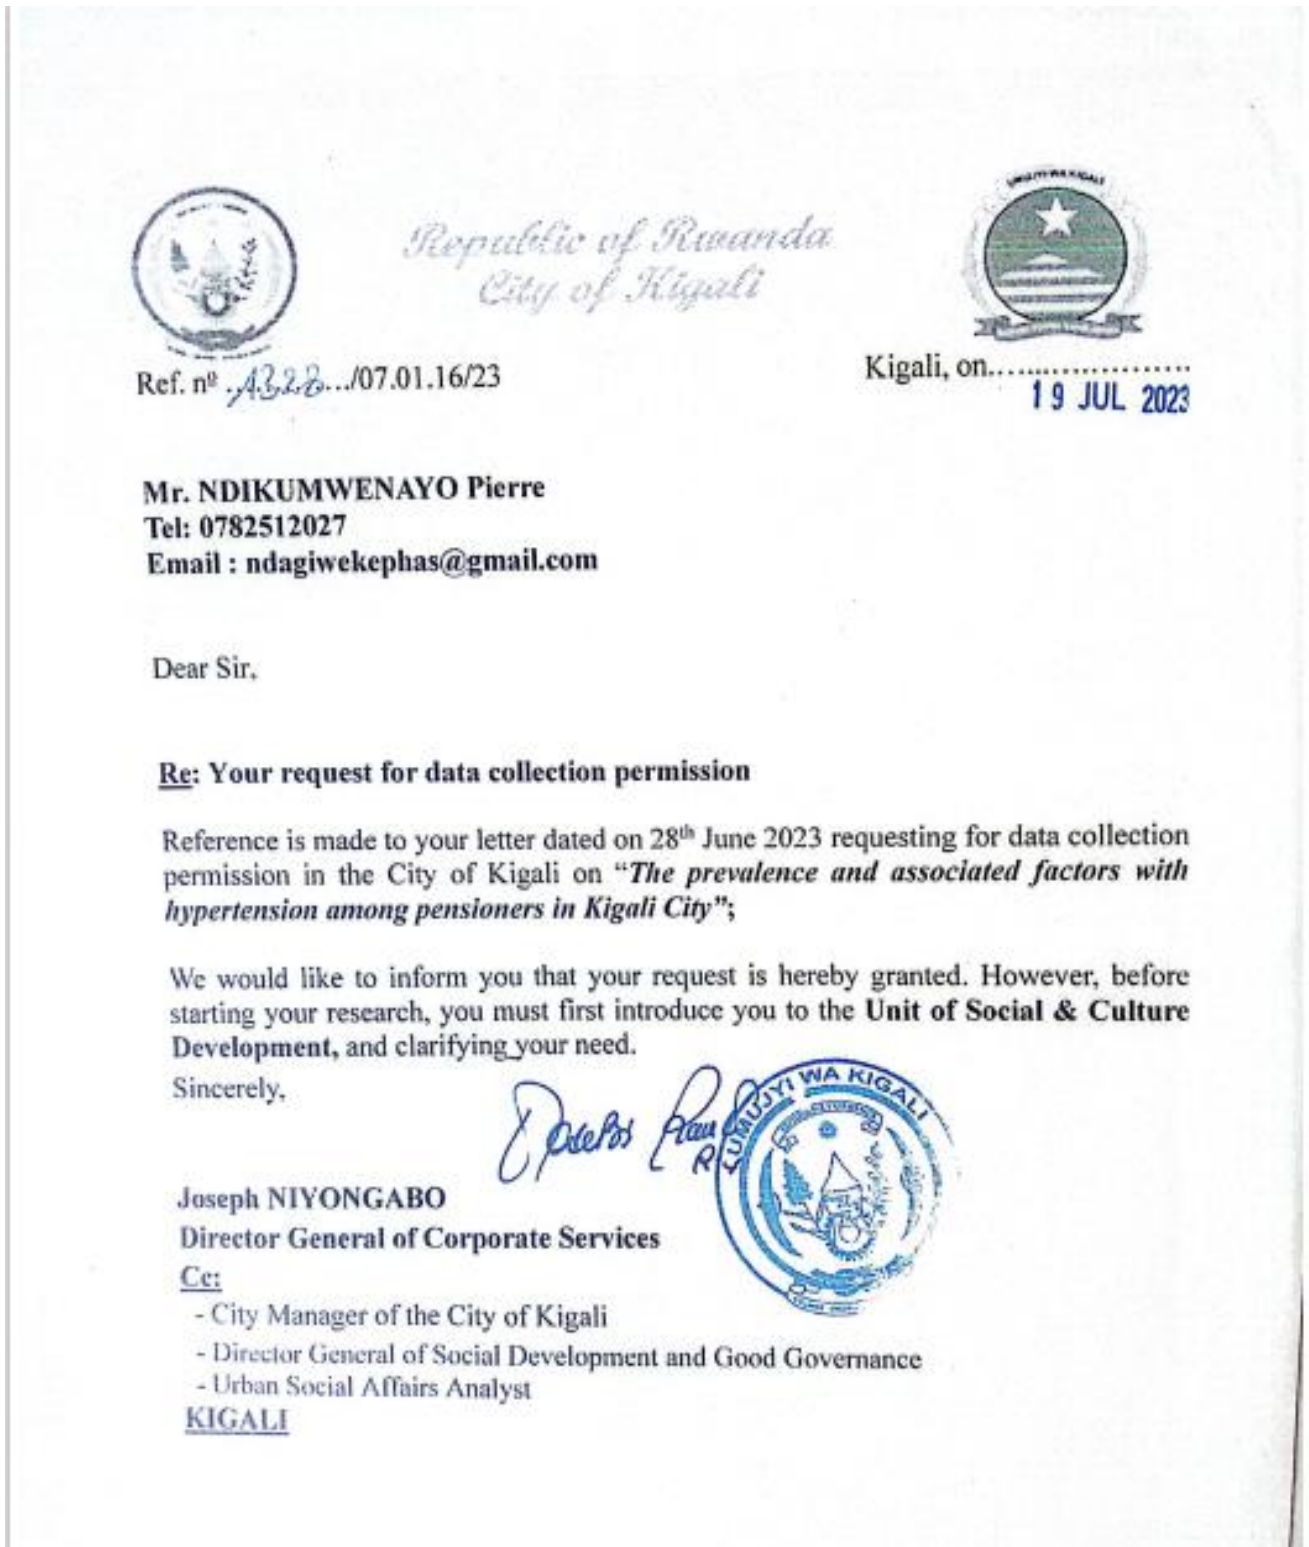 Republic of Rwanda
City of Kigali
UMUJYI WA KIGALI
Ref. nº ............/07.01.16/23
Kigali, on.....................
19 JUL 2023
Mr. NDIKUMWENAYO Pierre
Tel: 0782512027
Email : ndagiwekephas@gmail.com
Dear Sir,
Re: Your request for data collection permission
Reference is made to your letter dated on 28th June 2023 requesting for data collection
permission in the City of Kigali on “The prevalence and associated factors with
hypertension among pensioners in Kigali City”;
We would like to inform you that your request is hereby granted. However, before
starting your research, you must first introduce you to the Unit of Social & Culture
Development, and clarifying your need.
Sincerely,
UMUJYI WA KIGALI
Joseph NIYONGABO
Director General of Corporate Services
Cc:
- City Manager of the City of Kigali
- Director General of Social Development and Good Governance
- Urban Social Affairs Analyst
KIGALI